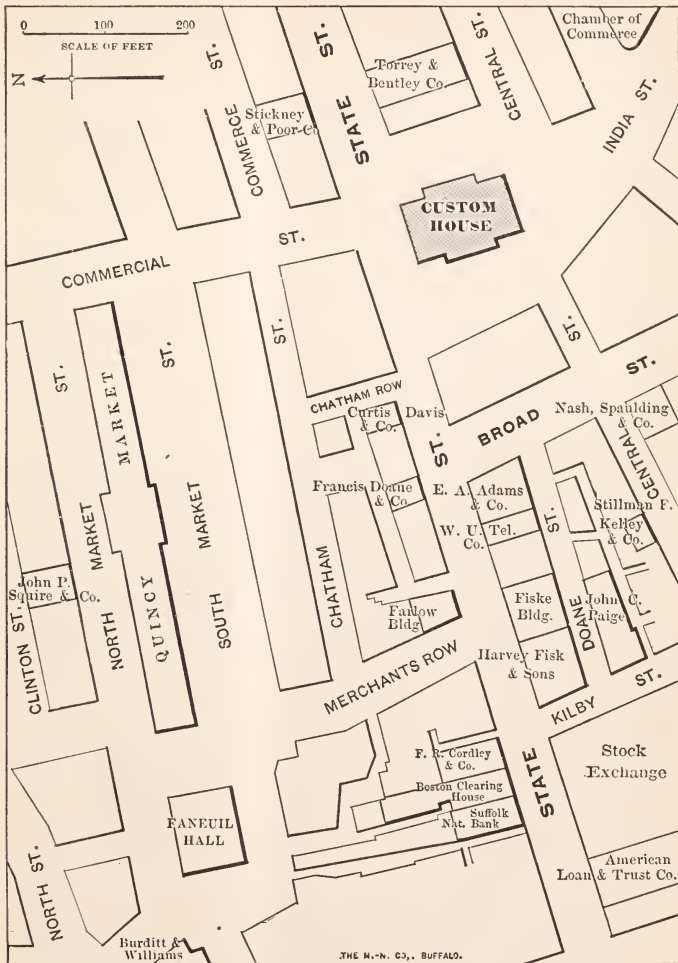 0 100 200
SCALE OF FEET
N
COMMERCE
ST.
STATE
ST.
CENTRAL ST.
INDIA ST.
Chamber of
Commerce
Torrey &
Bentley Co.
Stickney
& Poor Co
CUSTOM
HOUSE
COMMERCIAL
ST.
ST.
ST.
ST.
ST.
ST.
CHATHAM ROW
Curtis Davis
& Co.
BROAD
ST.
Nash, Spaulding
& Co.
CENTRAL
Francis Doane
& Co
E. A. Adams
& Co.
ST.
Stillman F.
Kelley
& Co.
W. U. Tel.
Co.
QUINCY MARKET
NORTH MARKET
SOUTH MARKET
CHATHAM
John P.
Squire & Co.
CLINTON ST.
Farlow
Bldg
Fiske
Bldg.
DOANE
John C.
Paige
MERCHANTS ROW
Harvey Fisk
& Sons
KILBY
ST.
F. R. Cordley
& Co.
STATE
Stock
Exchange
Boston Clearing
House
Suffolk
Nat. Bank
FANEUIL
HALL
American
Loan & Trust Co.
NORTH ST.
Burditt &
Williams
THE M.-N. CO., BUFFALO.